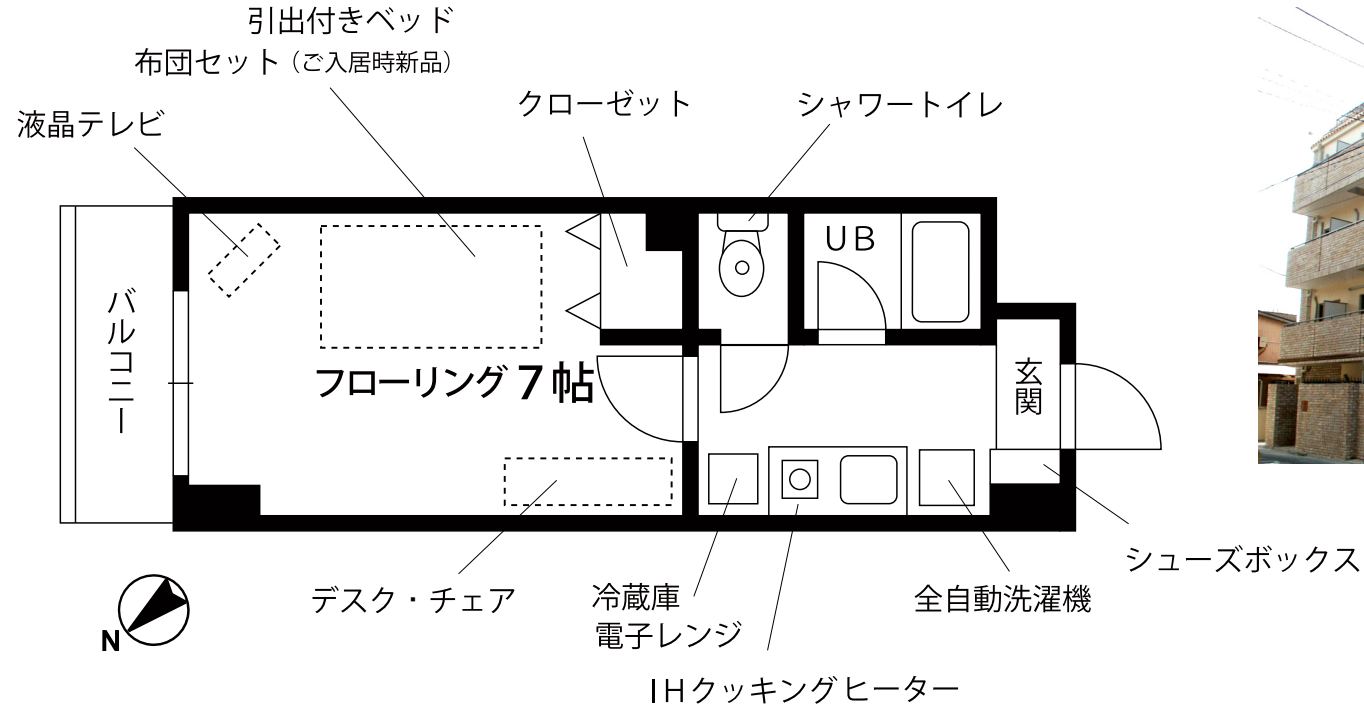 引出付きベッド
布団セット（ご入居時新品）
液晶テレビ
クローゼット
シャワートイレ
バルコニー
UB
フローリング7帖
玄関
N
デスク・チェア
冷蔵庫
電子レンジ
IHクッキングヒーター
全自動洗濯機
シューズボックス